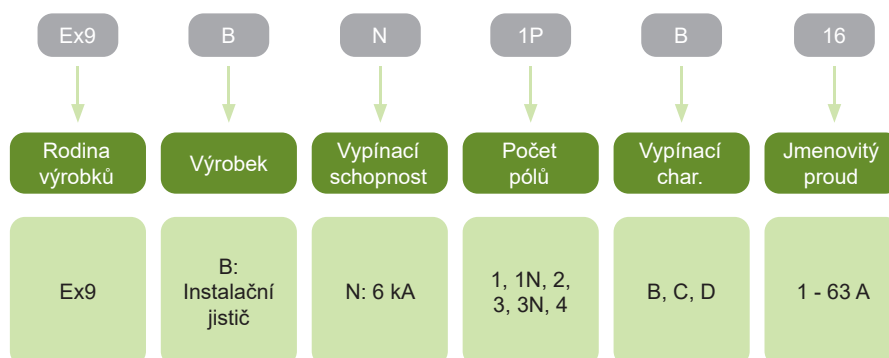 Ex9
B
N
1P
B
16
Rodina
výrobků
Výrobek
Vypínací
schopnost
Počet
pólů
Vypínací
char.
Jmenovitý
proud
Ex9
B:
Instalační
jistič
N: 6 kA
1, 1N, 2,
3, 3N, 4
B, C, D
1 - 63 A